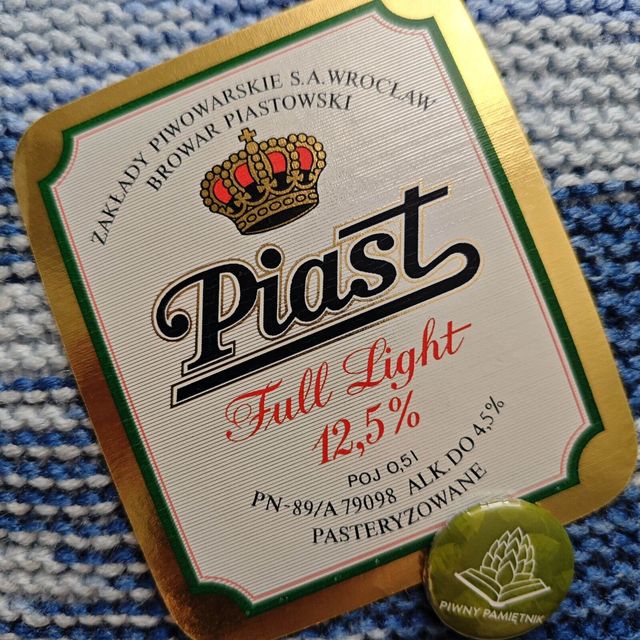 ZAKŁADY PIWOWARSKIE S.A. WROCŁAW
BROWAR PIASTOWSKI
Piast
Full Light
12,5%
POJ 0,5l
PN-89/A 79098 ALK. DO 4,5%
PASTERYZOWANE
PIWNY PAMIĘTNIK